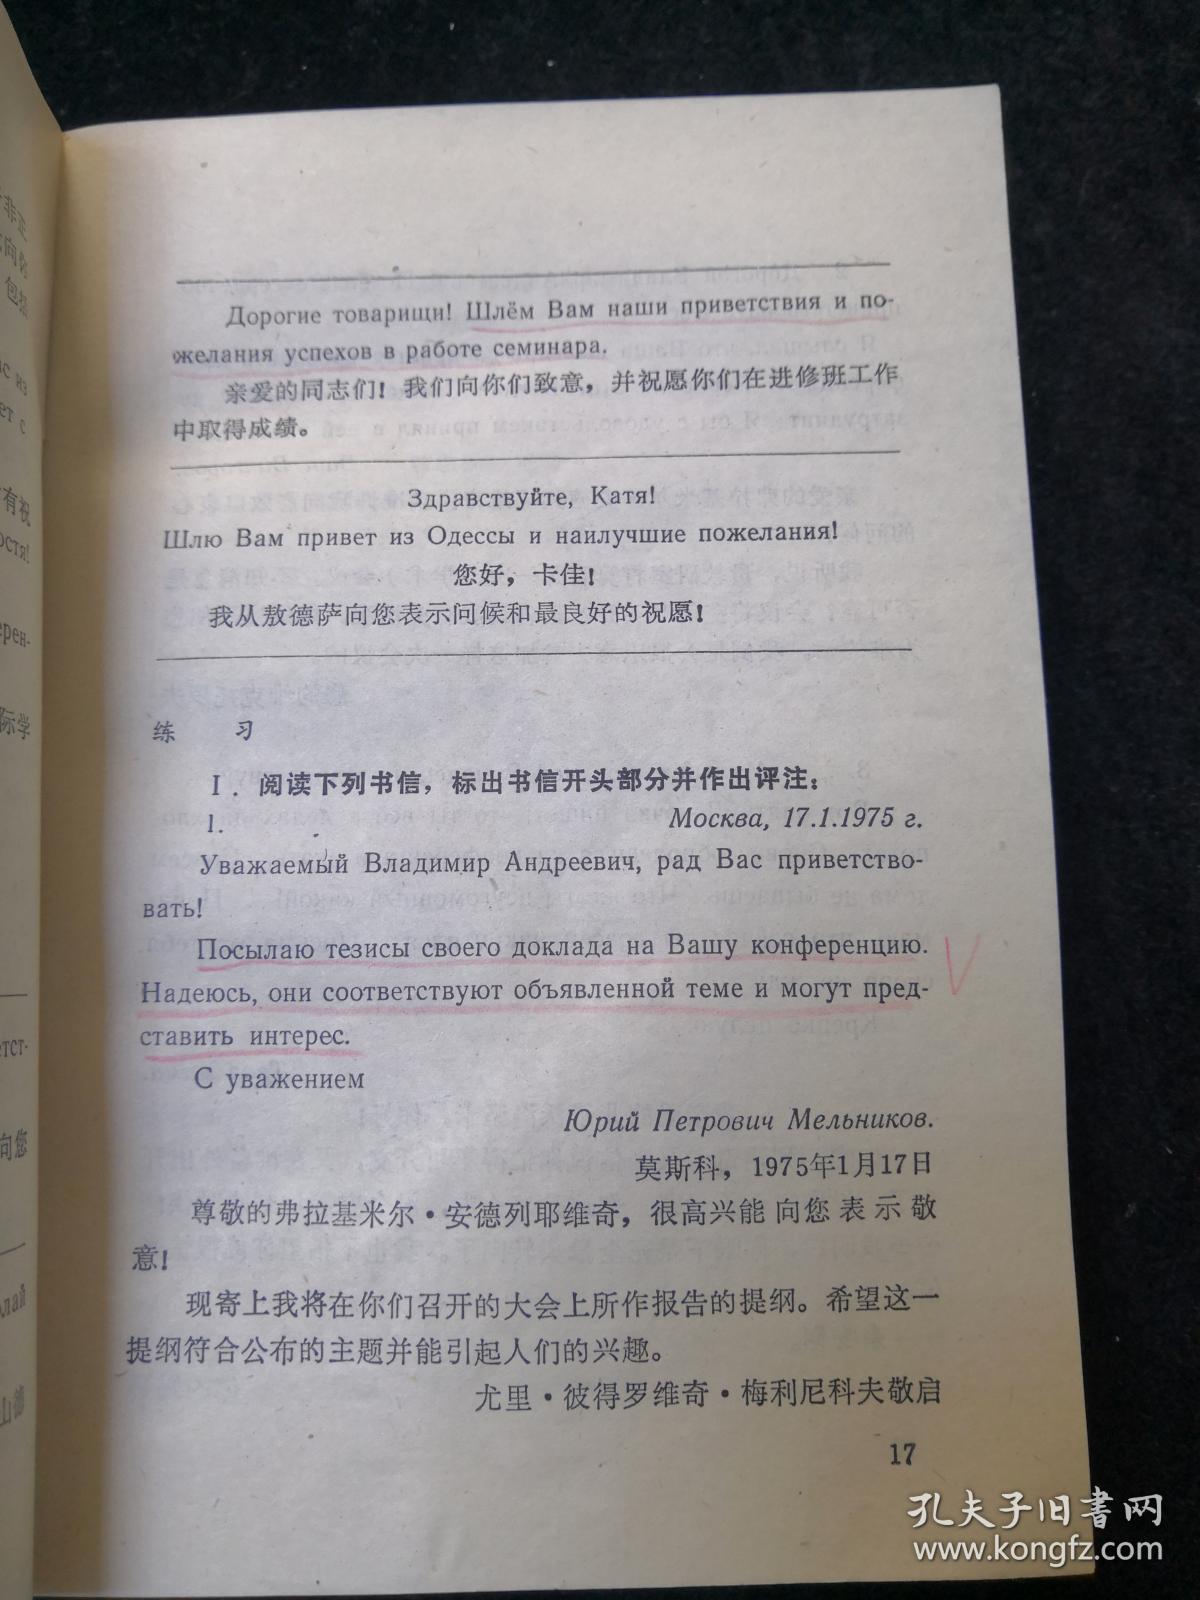 Дорогие товарищи! Шлём Вам наши приветствия и по-
желания успехов в работе семинара.
亲爱的同志们！我们向你们致意，并祝愿你们在进修班工作
中取得成绩。
Здравствуйте, Катя!
Шлю Вам привет из Одессы и наилучшие пожелания!
您好，卡佳！
我从敖德萨向您表示问候和最良好的祝愿！
练 习
I. 阅读下列书信，标出书信开头部分并作出评注：
1. Москва, 17.1.1975 г.
Уважаемый Владимир Андреевич, рад Вас приветство-
вать!
Посылаю тезисы своего доклада на Вашу конференцию.
Надеюсь, они соответствуют объявленной теме и могут пред-
ставить интерес.
С уважением
Юрий Петрович Мельников.
莫斯科，1975年1月17日
尊敬的弗拉基米尔·安德列耶维奇，很高兴能向您表示敬
意！
现寄上我将在你们召开的大会上所作报告的提纲。希望这一
提纲符合公布的主题并能引起人们的兴趣。
尤里·彼得罗维奇·梅利尼科夫敬启
17
孔夫子旧书网
www.kongfz.com